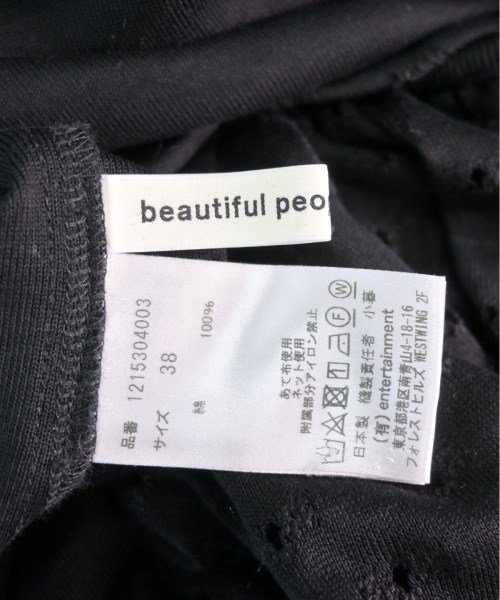 beautiful peo
品番 1215304003
サイズ 38
綿 100%
あて布使用
ネット使用
附属部分アイロン禁止
F W
日本製 縫製責任者 小暮
(有) entertainment
東京都港区南青山4-18-16
フォレストヒルズ WESTWING 2F